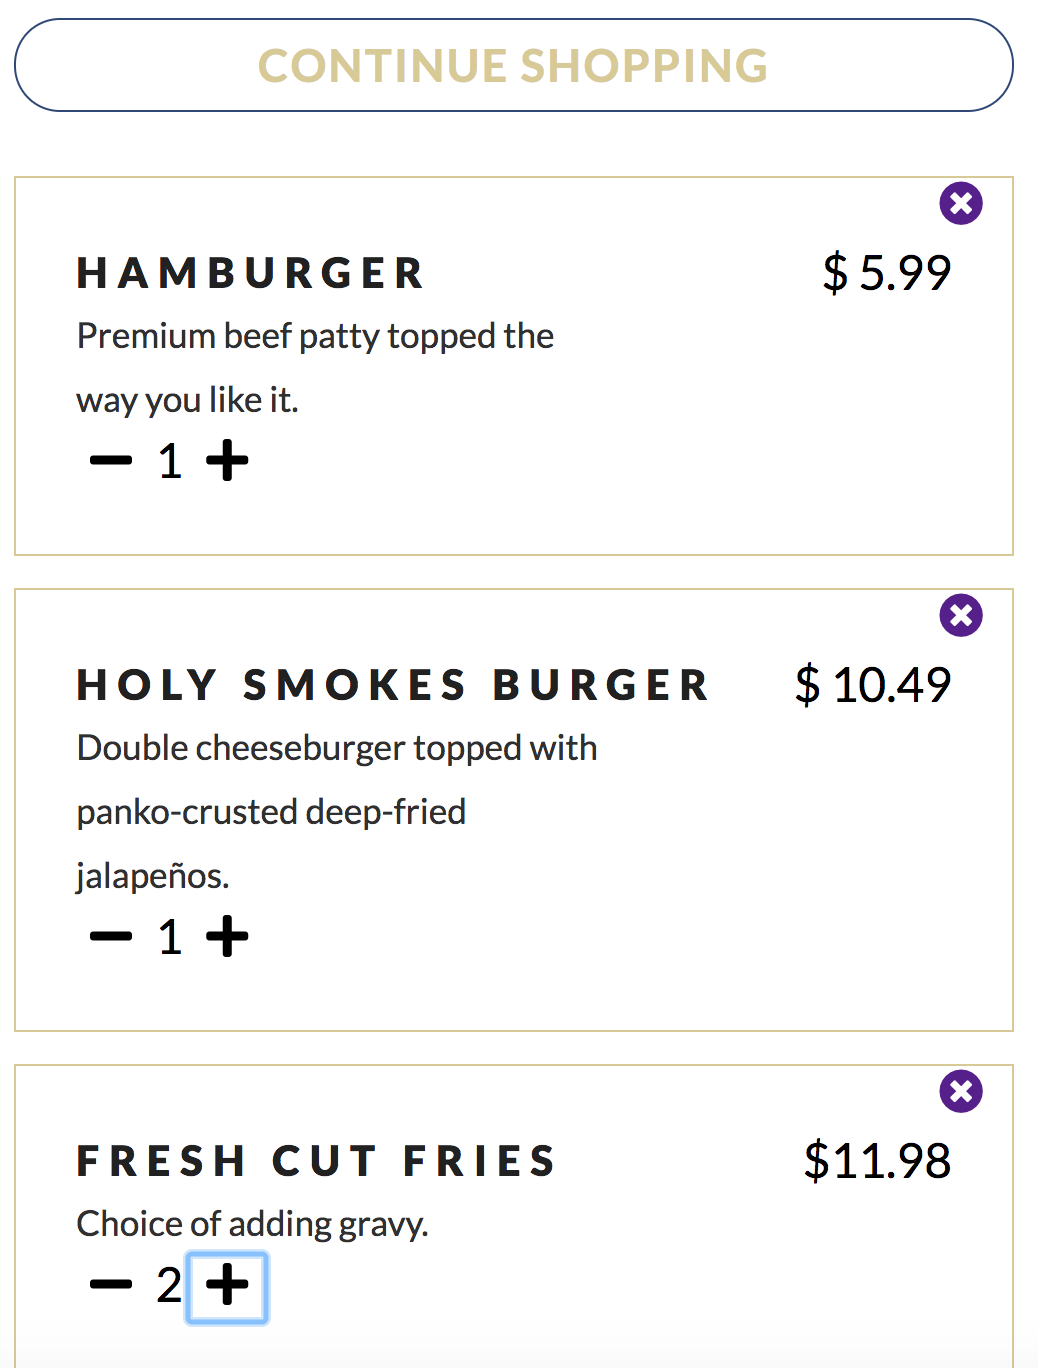 CONTINUE SHOPPING
HAMBURGER
$ 5.99
Premium beef patty topped the
way you like it.
1
HOLY SMOKES BURGER
$ 10.49
Double cheeseburger topped with
panko-crusted deep-fried
jalapeños.
1
FRESH CUT FRIES
$11.98
Choice of adding gravy.
2